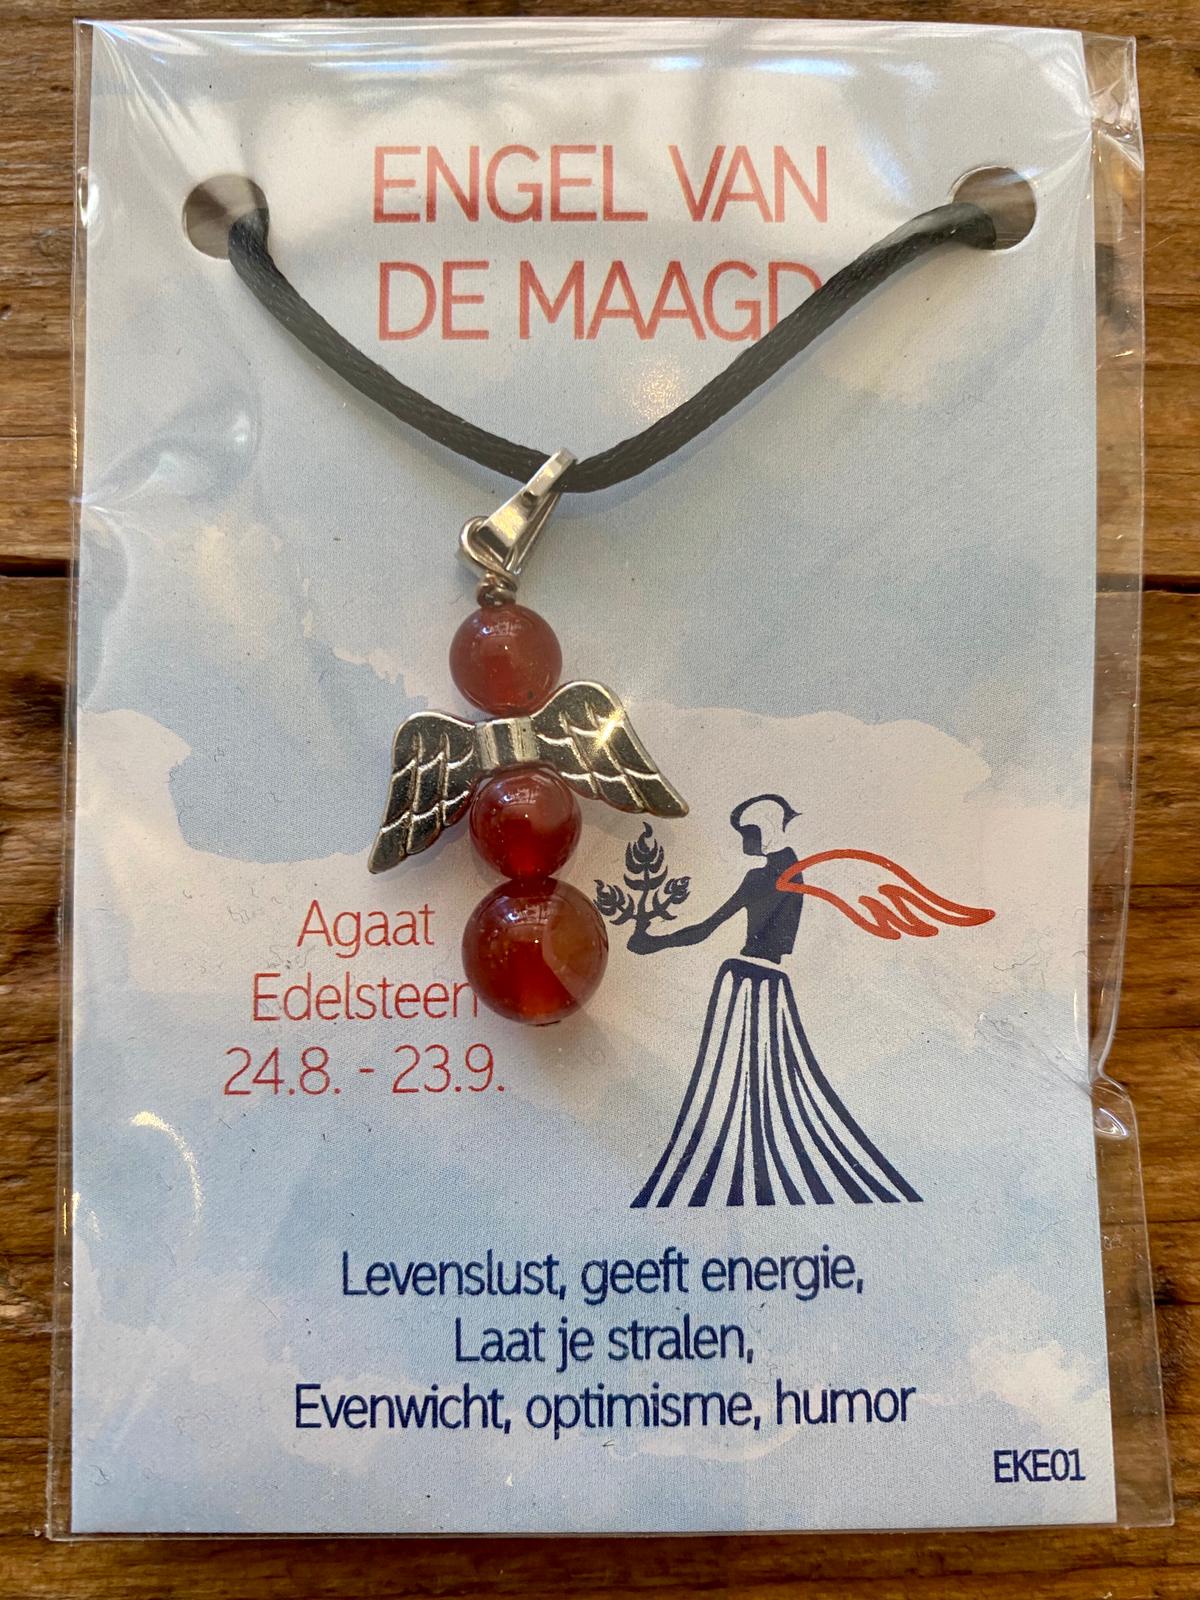 ENGEL VAN
DE MAAGD
Agaat
Edelsteen
24.8. - 23.9.
Levenslust, geeft energie,
Laat je stralen,
Evenwicht, optimisme, humor
EKE01